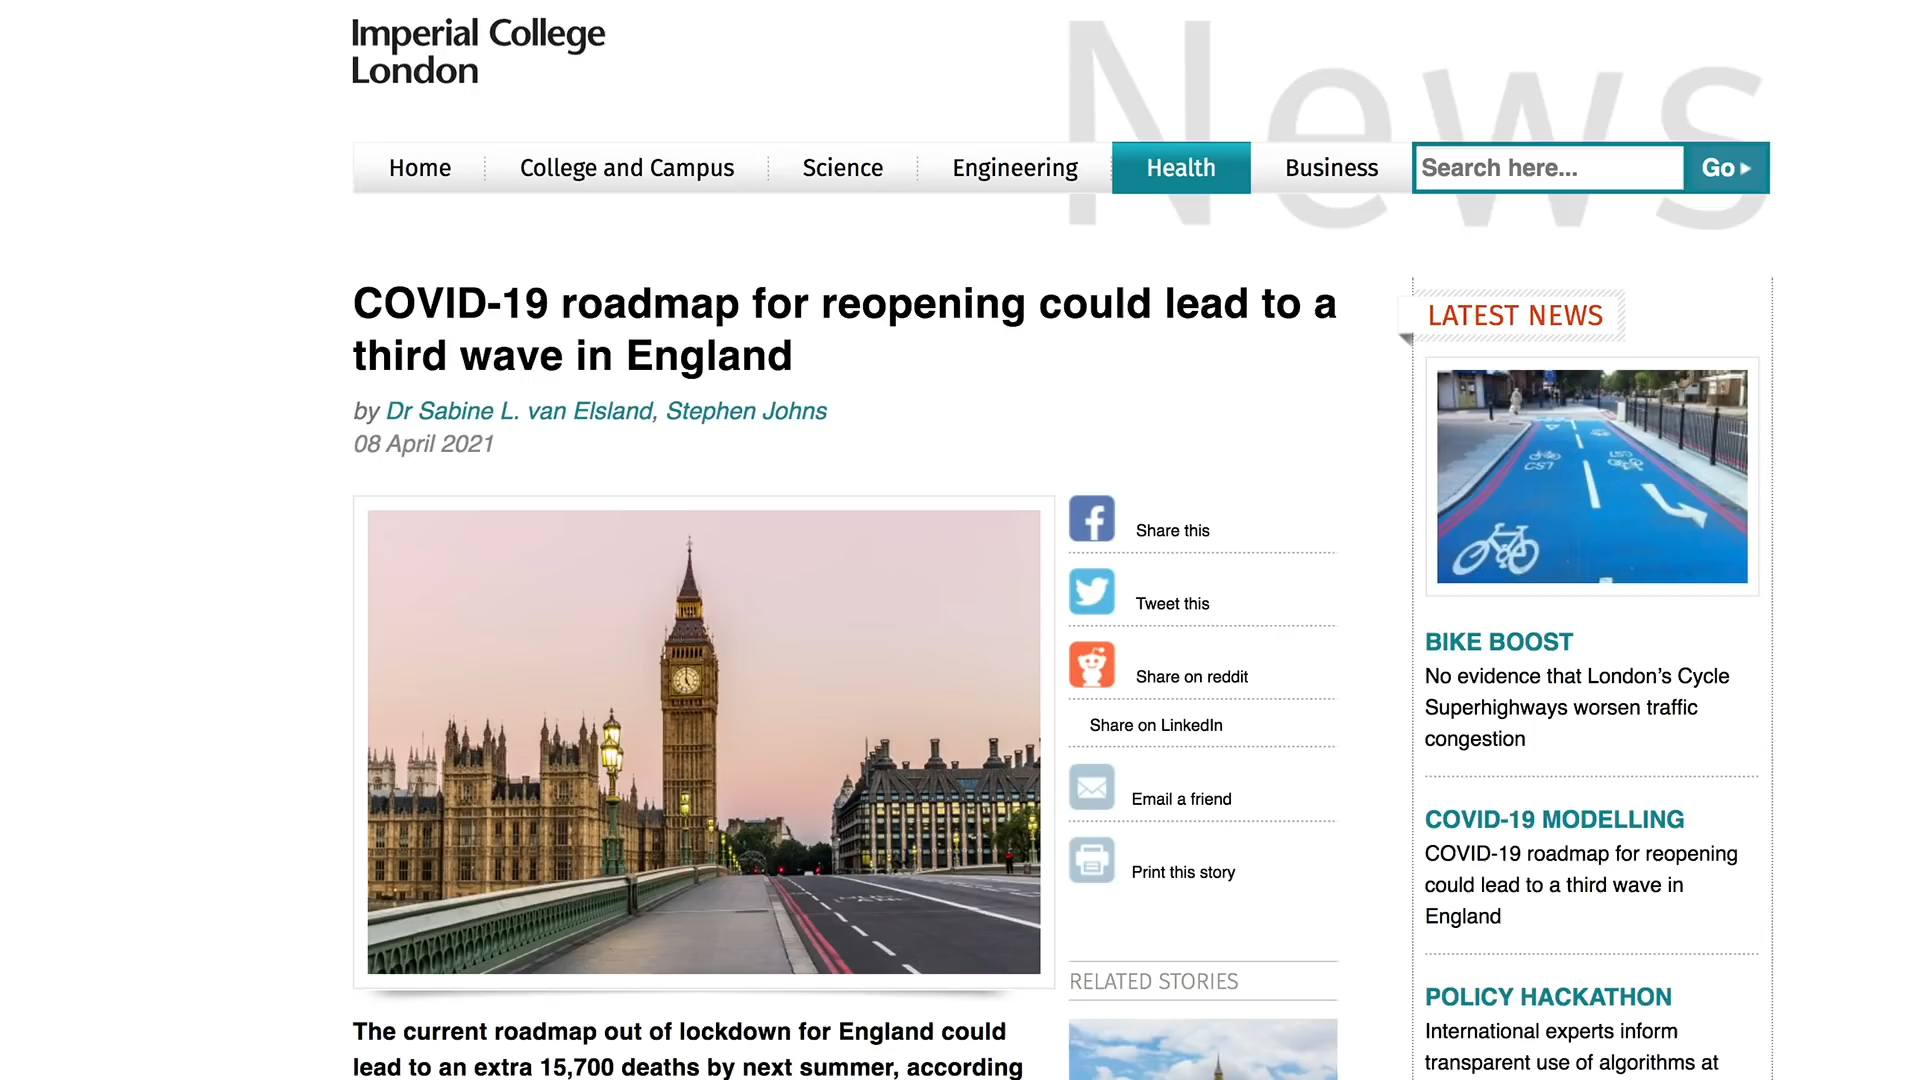 Imperial College
London
News
Home
College and Campus
Science
Engineering
Health
Business
Search here...
Go
COVID-19 roadmap for reopening could lead to a
third wave in England
by Dr Sabine L. van Elsland, Stephen Johns
08 April 2021
Share this
Tweet this
Share on reddit
Share on LinkedIn
Email a friend
Print this story
RELATED STORIES
The current roadmap out of lockdown for England could
lead to an extra 15,700 deaths by next summer, according
LATEST NEWS
CS7
BIKE BOOST
No evidence that London’s Cycle
Superhighways worsen traffic
congestion
COVID-19 MODELLING
COVID-19 roadmap for reopening
could lead to a third wave in
England
POLICY HACKATHON
International experts inform
transparent use of algorithms at